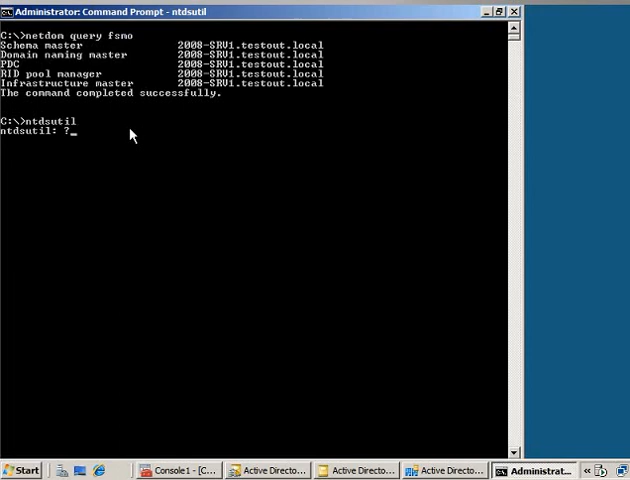 Administrator: Command Prompt - ntdsutil
C:\>netdom query fsmo
Schema master 2008-SRV1.testout.local
Domain naming master 2008-SRV1.testout.local
PDC 2008-SRV1.testout.local
RID pool manager 2008-SRV1.testout.local
Infrastructure master 2008-SRV1.testout.local
The command completed successfully.
C:\>ntdsutil
ntdsutil: ?_
Start Console1 - [C... Active Directo... Active Directo... Active Directo... Administrat... «